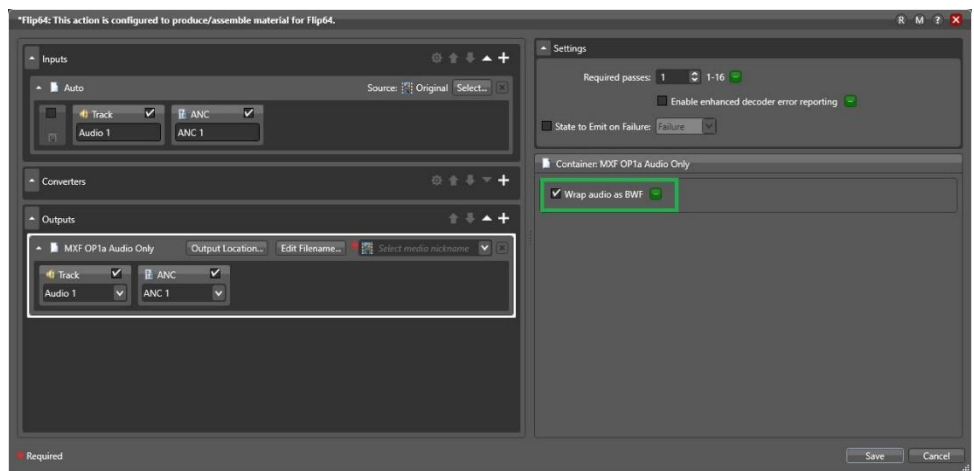 *Flip64: This action is configured to produce/assemble material for Flip64.
R M ?
Inputs
Auto
Source: Original Select...
Track
ANC
Audio 1
ANC 1
Converters
Outputs
MXF OP1a Audio Only
Output Location...
Edit Filename...
* Select media nickname
Track
ANC
Audio 1
ANC 1
Settings
Required passes: 1 1-16
Enable enhanced decoder error reporting
State to Emit on Failure: Failure
Container: MXF OP1a Audio Only
Wrap audio as BWF
* Required
Save
Cancel